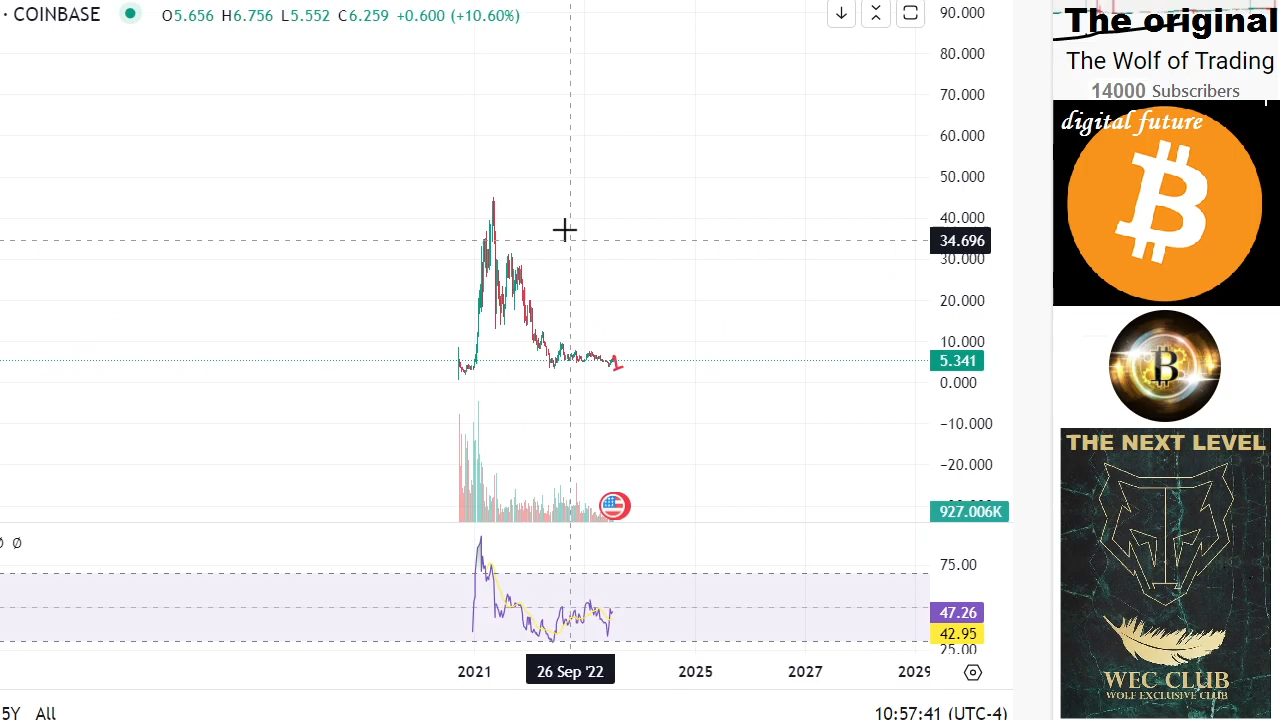 · COINBASE O5.656 H6.756 L5.552 C6.259 +0.600 (+10.60%)
90.000
80.000
70.000
60.000
50.000
40.000
34.696
30.000
20.000
10.000
5.341
0.000
−10.000
−20.000
927.006K
Ø Ø
75.00
47.26
42.95
25.00
2021 26 Sep '22 2025 2027 2029
5Y All 10:57:41 (UTC-4)
The original
The Wolf of Trading
14000 Subscribers
digital future
THE NEXT LEVEL
WEC CLUB
WOLF EXCLUSIVE CLUB